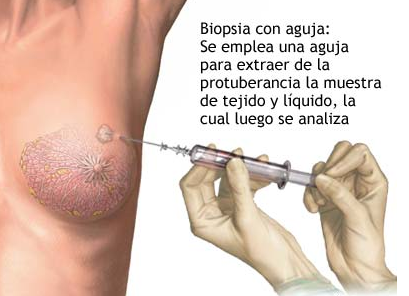 Biopsia con aguja:
Se emplea una aguja
para extraer de la
protuberancia la muestra
de tejido y líquido, la
cual luego se analiza